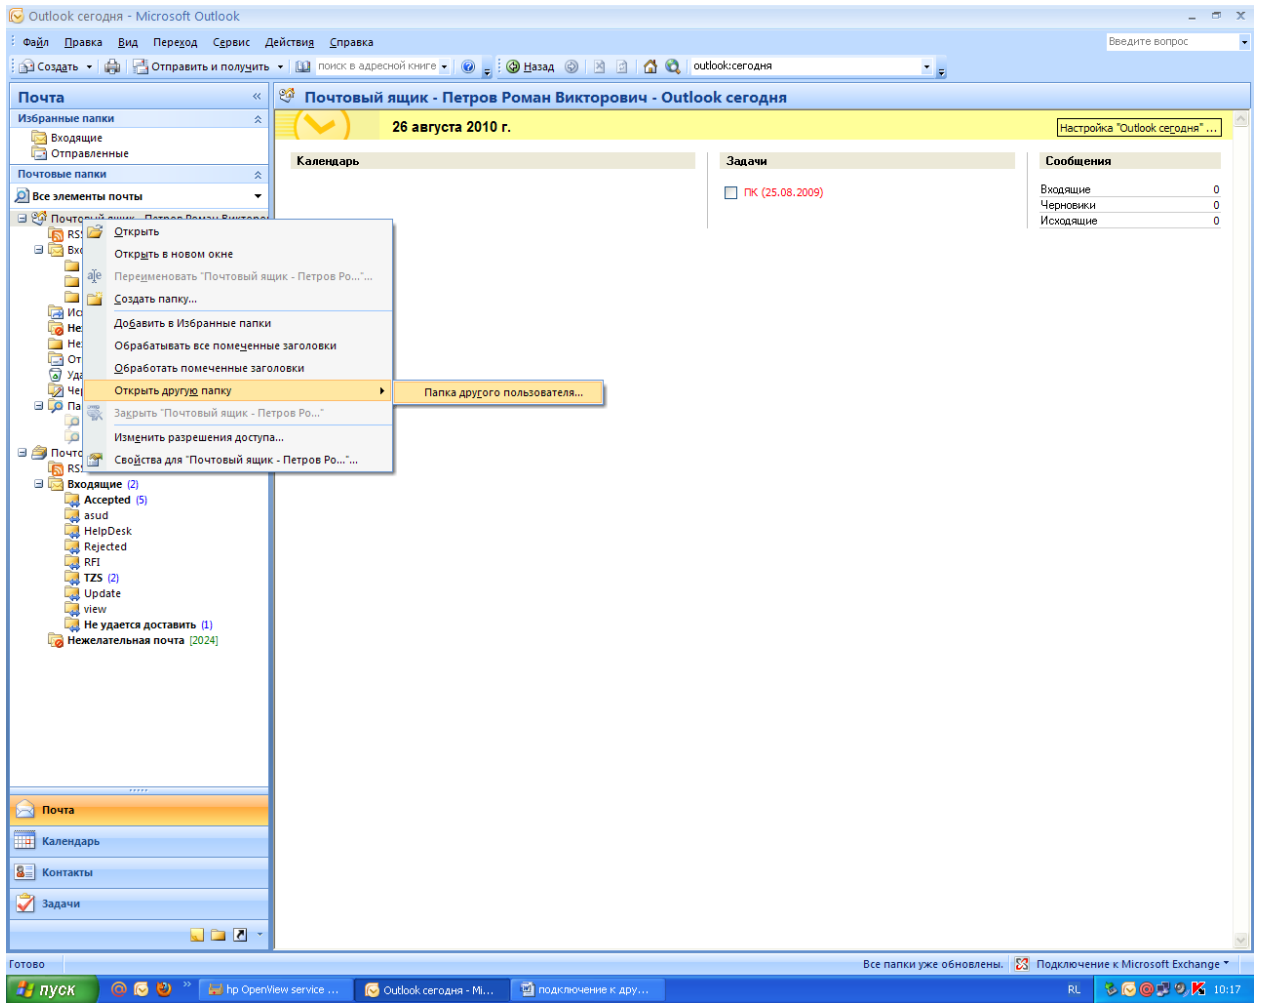 Outlook сегодня - Microsoft Outlook
Файл Правка Вид Переход Сервис Действия Справка
Введите вопрос
Создать Отправить и получить поиск в адресной книге Назад outlook:сегодня
Почта «
Почтовый ящик - Петров Роман Викторович - Outlook сегодня
Избранные папки
Входящие
Отправленные
Почтовые папки
Все элементы почты
26 августа 2010 г.
Настройка "Outlook сегодня" ...
Календарь
Задачи
ПК (25.08.2009)
Сообщения
Входящие 0
Черновики 0
Исходящие 0
Открыть
Открыть в новом окне
Переименовать "Почтовый ящик - Петров Ро..."...
Создать папку...
Добавить в Избранные папки
Обрабатывать все помеченные заголовки
Обработать помеченные заголовки
Открыть другую папку
Папка другого пользователя...
Закрыть "Почтовый ящик - Петров Ро..."
Изменить разрешения доступа...
Свойства для "Почтовый ящик - Петров Ро..."...
Входящие (2)
Accepted (5)
asud
HelpDesk
Rejected
RFI
TZS (2)
Update
view
Не удается доставить (1)
Нежелательная почта [2024]
Почта
Календарь
Контакты
Задачи
Готово
Все папки уже обновлены. Подключение к Microsoft Exchange
пуск » hp OpenView service ... Outlook сегодня - Mi... подключение к дру... RL 10:17